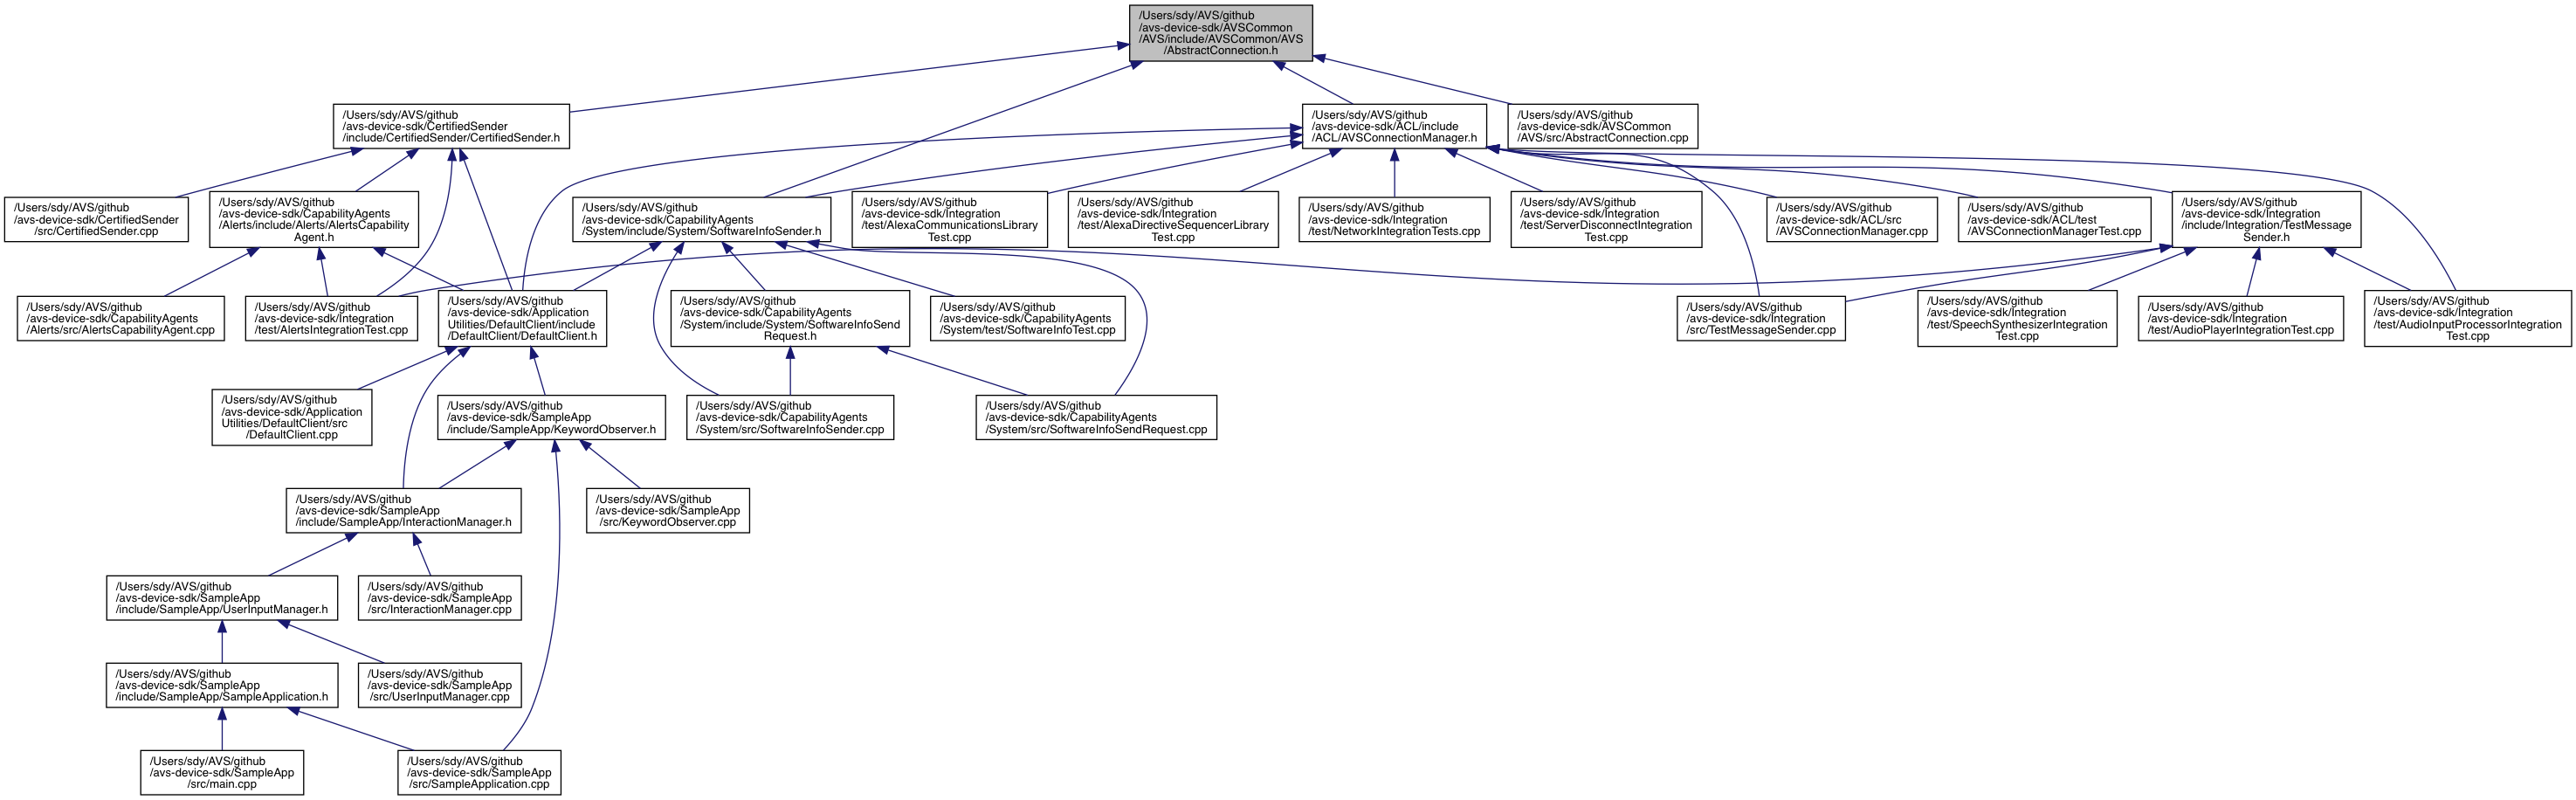 /Users/sdy/AVS/github
/avs-device-sdk/AVSCommon
/AVS/include/AVSCommon/AVS
/AbstractConnection.h
/Users/sdy/AVS/github
/avs-device-sdk/CertifiedSender
/include/CertifiedSender/CertifiedSender.h
/Users/sdy/AVS/github
/avs-device-sdk/ACL/include
/ACL/AVSConnectionManager.h
/Users/sdy/AVS/github
/avs-device-sdk/AVSCommon
/AVS/src/AbstractConnection.cpp
/Users/sdy/AVS/github
/avs-device-sdk/CertifiedSender
/src/CertifiedSender.cpp
/Users/sdy/AVS/github
/avs-device-sdk/CapabilityAgents
/Alerts/include/Alerts/AlertsCapability
Agent.h
/Users/sdy/AVS/github
/avs-device-sdk/CapabilityAgents
/System/include/System/SoftwareInfoSender.h
/Users/sdy/AVS/github
/avs-device-sdk/Integration
/test/AlexaCommunicationsLibrary
Test.cpp
/Users/sdy/AVS/github
/avs-device-sdk/Integration
/test/AlexaDirectiveSequencerLibrary
Test.cpp
/Users/sdy/AVS/github
/avs-device-sdk/Integration
/test/NetworkIntegrationTests.cpp
/Users/sdy/AVS/github
/avs-device-sdk/Integration
/test/ServerDisconnectIntegration
Test.cpp
/Users/sdy/AVS/github
/avs-device-sdk/ACL/src
/AVSConnectionManager.cpp
/Users/sdy/AVS/github
/avs-device-sdk/ACL/test
/AVSConnectionManagerTest.cpp
/Users/sdy/AVS/github
/avs-device-sdk/Integration
/include/Integration/TestMessage
Sender.h
/Users/sdy/AVS/github
/avs-device-sdk/CapabilityAgents
/Alerts/src/AlertsCapabilityAgent.cpp
/Users/sdy/AVS/github
/avs-device-sdk/Integration
/test/AlertsIntegrationTest.cpp
/Users/sdy/AVS/github
/avs-device-sdk/Application
Utilities/DefaultClient/include
/DefaultClient/DefaultClient.h
/Users/sdy/AVS/github
/avs-device-sdk/CapabilityAgents
/System/include/System/SoftwareInfoSend
Request.h
/Users/sdy/AVS/github
/avs-device-sdk/CapabilityAgents
/System/test/SoftwareInfoTest.cpp
/Users/sdy/AVS/github
/avs-device-sdk/Integration
/src/TestMessageSender.cpp
/Users/sdy/AVS/github
/avs-device-sdk/Integration
/test/SpeechSynthesizerIntegration
Test.cpp
/Users/sdy/AVS/github
/avs-device-sdk/Integration
/test/AudioPlayerIntegrationTest.cpp
/Users/sdy/AVS/github
/avs-device-sdk/Integration
/test/AudioInputProcessorIntegration
Test.cpp
/Users/sdy/AVS/github
/avs-device-sdk/Application
Utilities/DefaultClient/src
/DefaultClient.cpp
/Users/sdy/AVS/github
/avs-device-sdk/SampleApp
/include/SampleApp/KeywordObserver.h
/Users/sdy/AVS/github
/avs-device-sdk/CapabilityAgents
/System/src/SoftwareInfoSender.cpp
/Users/sdy/AVS/github
/avs-device-sdk/CapabilityAgents
/System/src/SoftwareInfoSendRequest.cpp
/Users/sdy/AVS/github
/avs-device-sdk/SampleApp
/include/SampleApp/InteractionManager.h
/Users/sdy/AVS/github
/avs-device-sdk/SampleApp
/src/KeywordObserver.cpp
/Users/sdy/AVS/github
/avs-device-sdk/SampleApp
/include/SampleApp/UserInputManager.h
/Users/sdy/AVS/github
/avs-device-sdk/SampleApp
/src/InteractionManager.cpp
/Users/sdy/AVS/github
/avs-device-sdk/SampleApp
/include/SampleApp/SampleApplication.h
/Users/sdy/AVS/github
/avs-device-sdk/SampleApp
/src/UserInputManager.cpp
/Users/sdy/AVS/github
/avs-device-sdk/SampleApp
/src/main.cpp
/Users/sdy/AVS/github
/avs-device-sdk/SampleApp
/src/SampleApplication.cpp